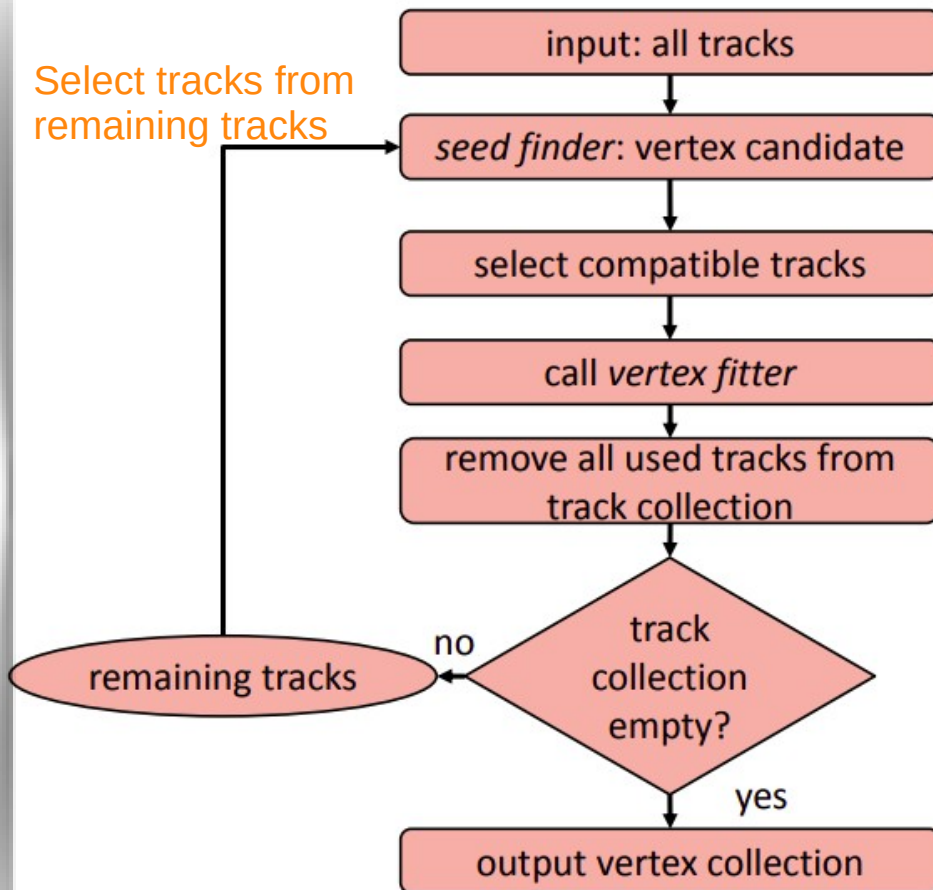 input: all tracks
Select tracks from
remaining tracks
seed finder: vertex candidate
select compatible tracks
call vertex fitter
remove all used tracks from
track collection
track
collection
empty?
no
remaining tracks
yes
output vertex collection